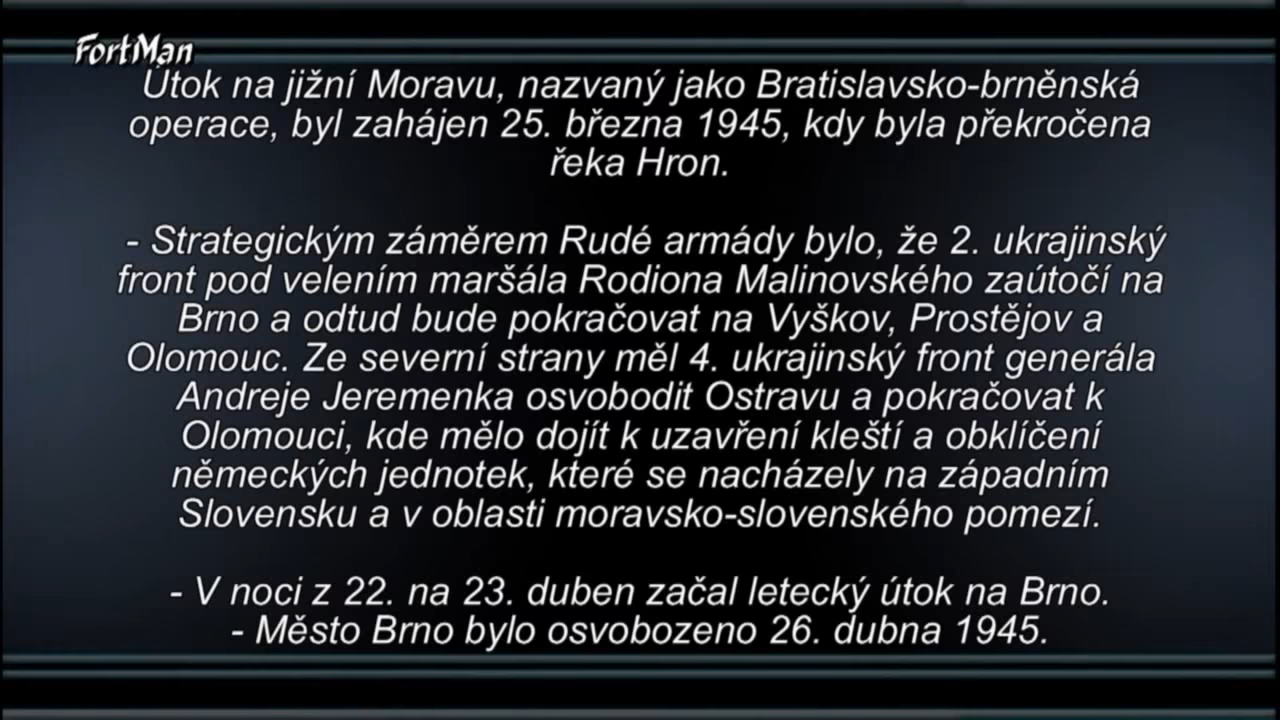 FortMan
Útok na jižní Moravu, nazvaný jako Bratislavsko-brněnská
operace, byl zahájen 25. března 1945, kdy byla překročena
řeka Hron.
- Strategickým záměrem Rudé armády bylo, že 2. ukrajinský
front pod velením maršála Rodiona Malinovského zaútočí na
Brno a odtud bude pokračovat na Vyškov, Prostějov a
Olomouc. Ze severní strany měl 4. ukrajinský front generála
Andreje Jeremenka osvobodit Ostravu a pokračovat k
Olomouci, kde mělo dojít k uzavření kleští a obklíčení
německých jednotek, které se nacházely na západním
Slovensku a v oblasti moravsko-slovenského pomezí.
- V noci z 22. na 23. duben začal letecký útok na Brno.
- Město Brno bylo osvobozeno 26. dubna 1945.